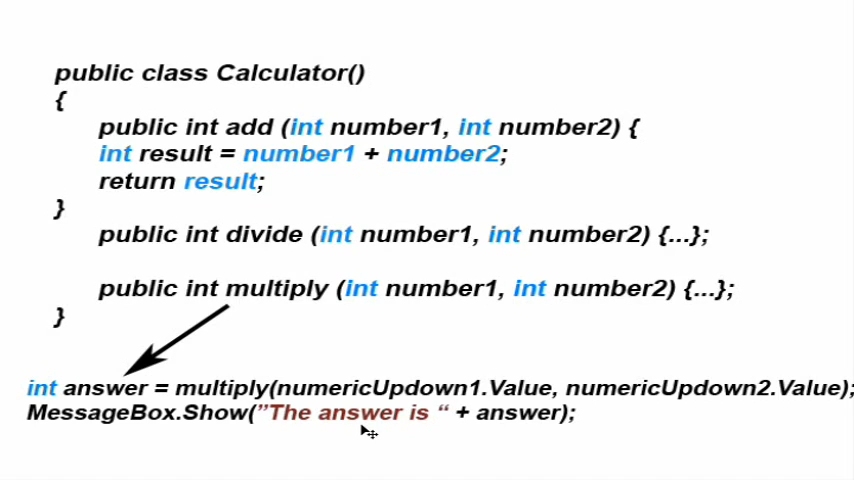 public class Calculator()
{
public int add (int number1, int number2) {
int result = number1 + number2;
return result;
}
public int divide (int number1, int number2) {...};
public int multiply (int number1, int number2) {...};
}
int answer = multiply(numericUpdown1.Value, numericUpdown2.Value);
MessageBox.Show(”The answer is “ + answer);